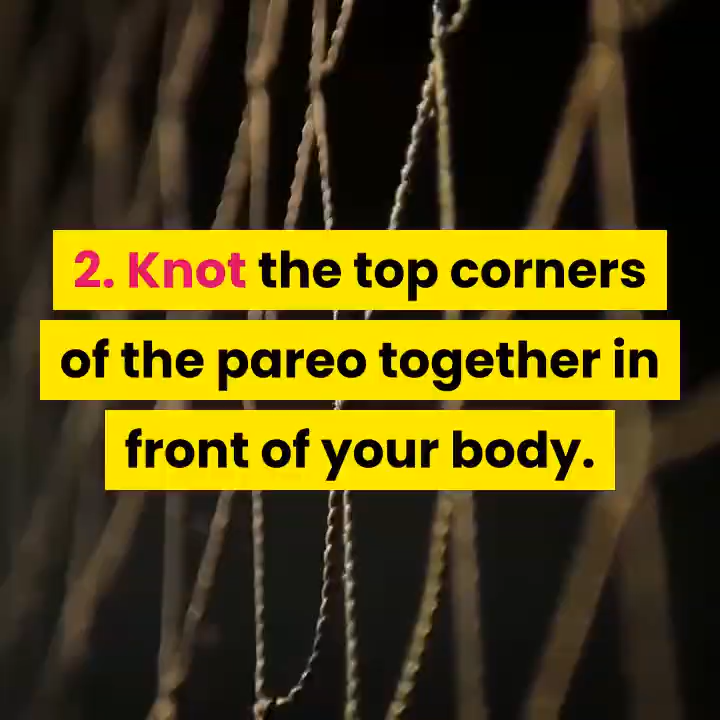 2. Knot the top corners
of the pareo together in
front of your body.